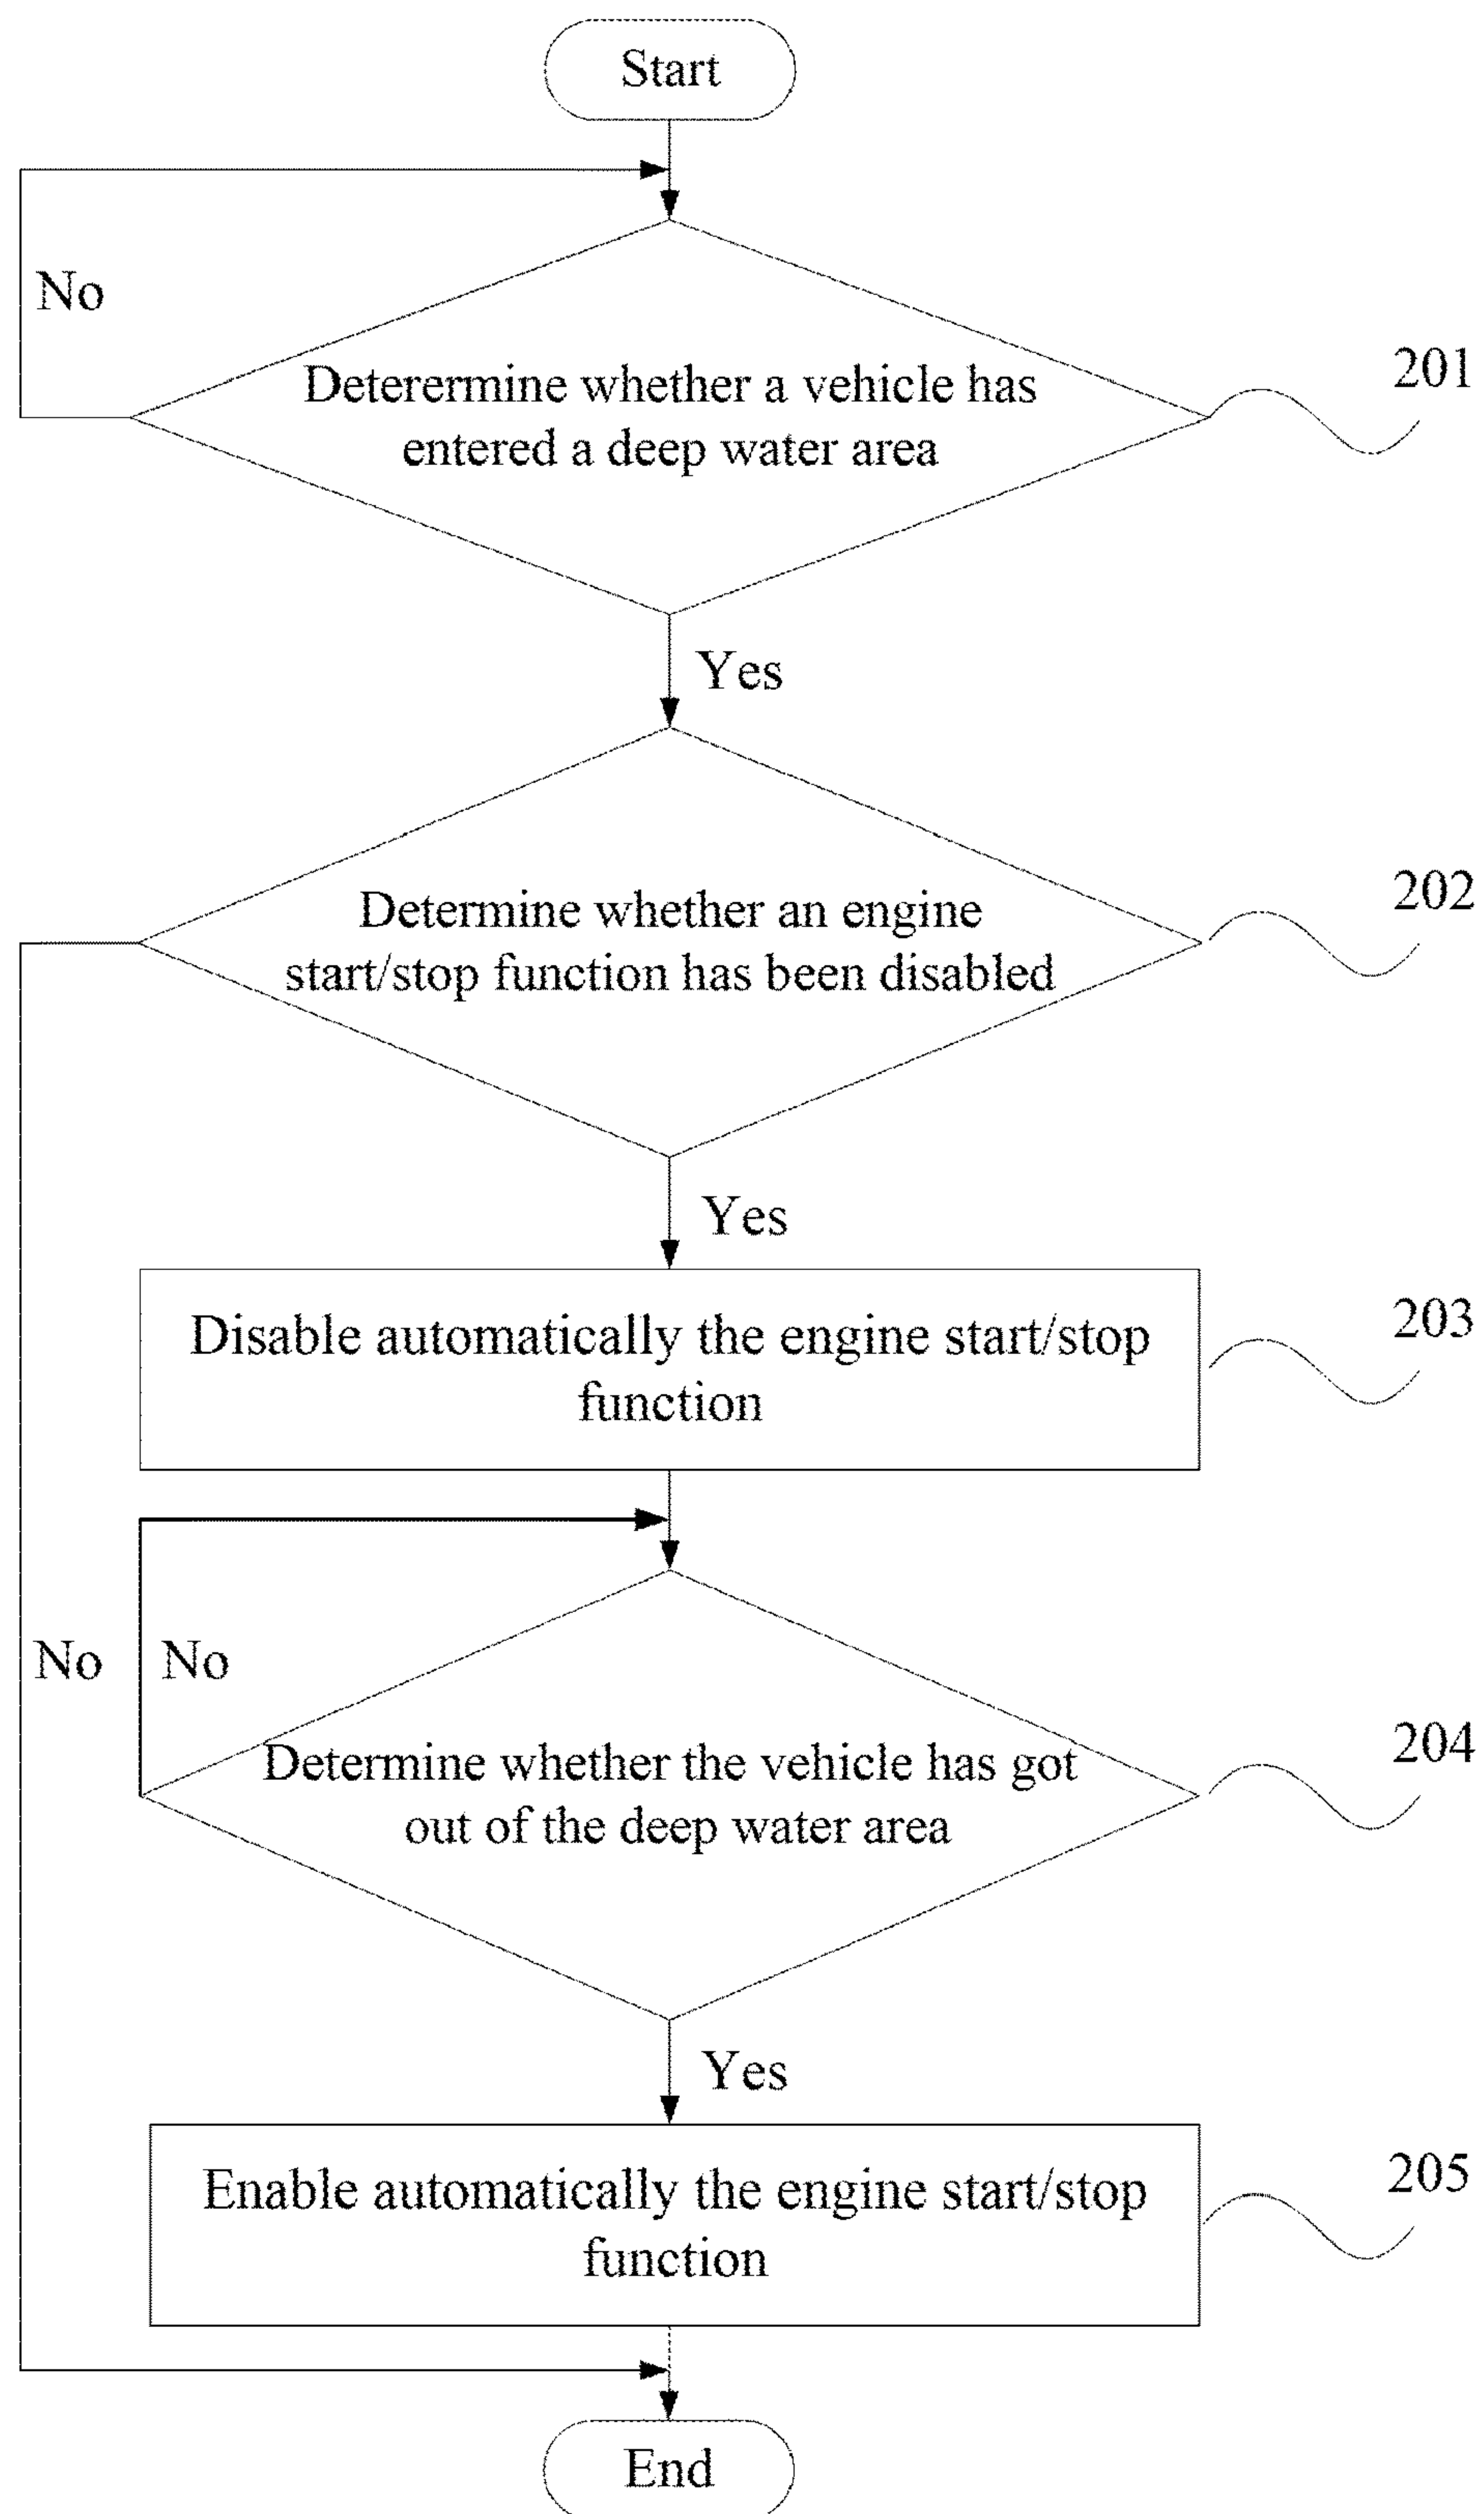 Start
No
Deterermine whether a vehicle has
entered a deep water area
201
Yes
Determine whether an engine
start/stop function has been disabled
202
Yes
Disable automatically the engine start/stop
function
203
No
No
Determine whether the vehicle has got
out of the deep water area
204
Yes
Enable automatically the engine start/stop
function
205
End